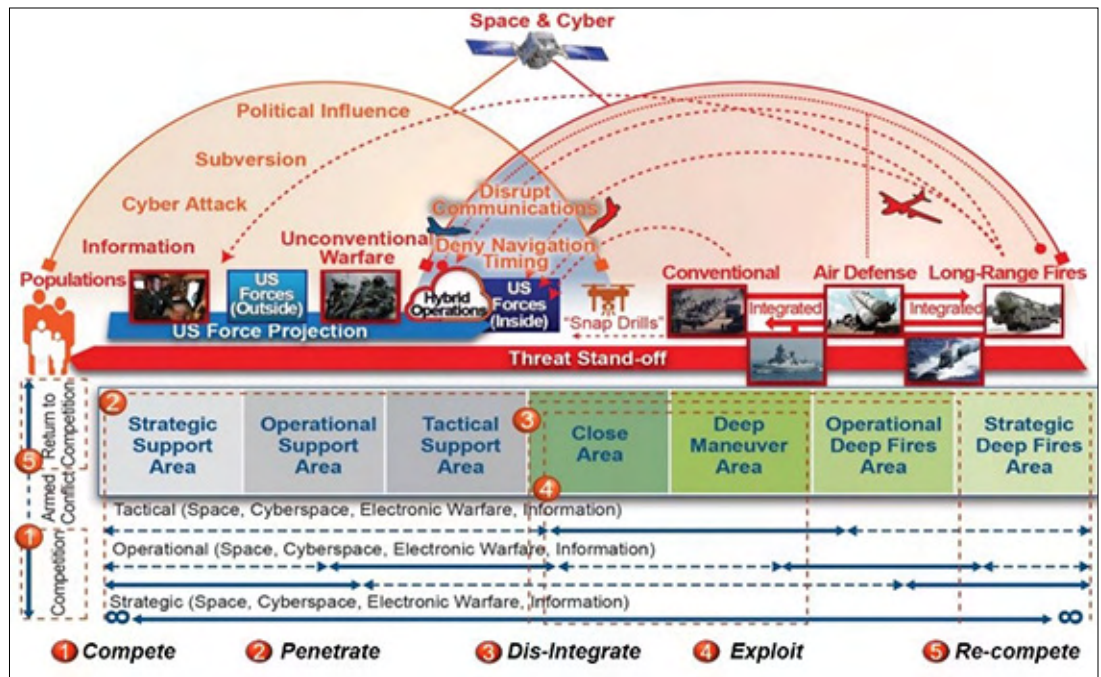 Space & Cyber
Political Influence
Subversion
Cyber Attack
Disrupt
Communications
Information
Unconventional
Warfare
Deny Navigation
Timing
Populations
US
Forces
(Outside)
Hybrid
Operations
US
Forces
(Inside)
"Snap Drills"
Conventional
Air Defense
Long-Range Fires
Integrated
Integrated
US Force Projection
Threat Stand-off
Return to
Competition
Armed
Conflict
Competition
5
1
2
3
4
Strategic
Support
Area
Operational
Support
Area
Tactical
Support
Area
Close
Area
Deep
Maneuver
Area
Operational
Deep Fires
Area
Strategic
Deep Fires
Area
Tactical (Space, Cyberspace, Electronic Warfare, Information)
Operational (Space, Cyberspace, Electronic Warfare, Information)
Strategic (Space, Cyberspace, Electronic Warfare, Information)
∞ ∞
1 Compete 2 Penetrate 3 Dis-Integrate 4 Exploit 5 Re-compete